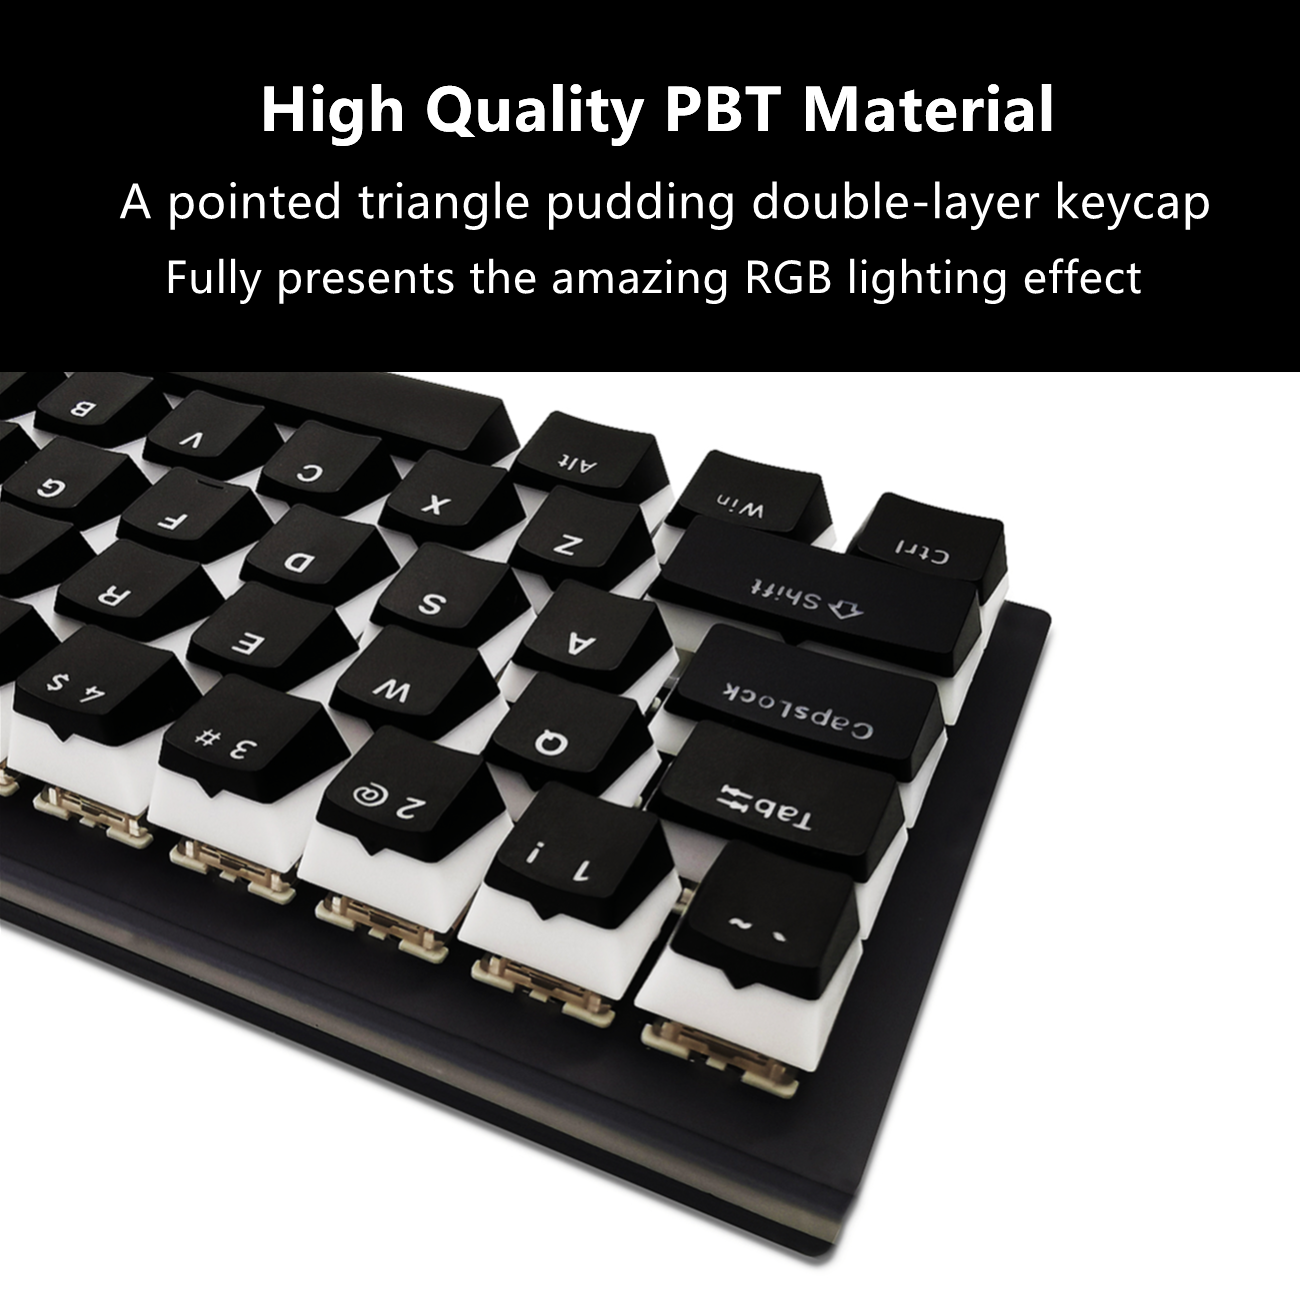 High Quality PBT Material
A pointed triangle pudding double-layer keycap
Fully presents the amazing RGB lighting effect
B V C X Z Alt Win Ctrl
G F D S A Shift
R E W Q CapsLock
4 $ 3 # 2 @ 1 ! Tab
~ `